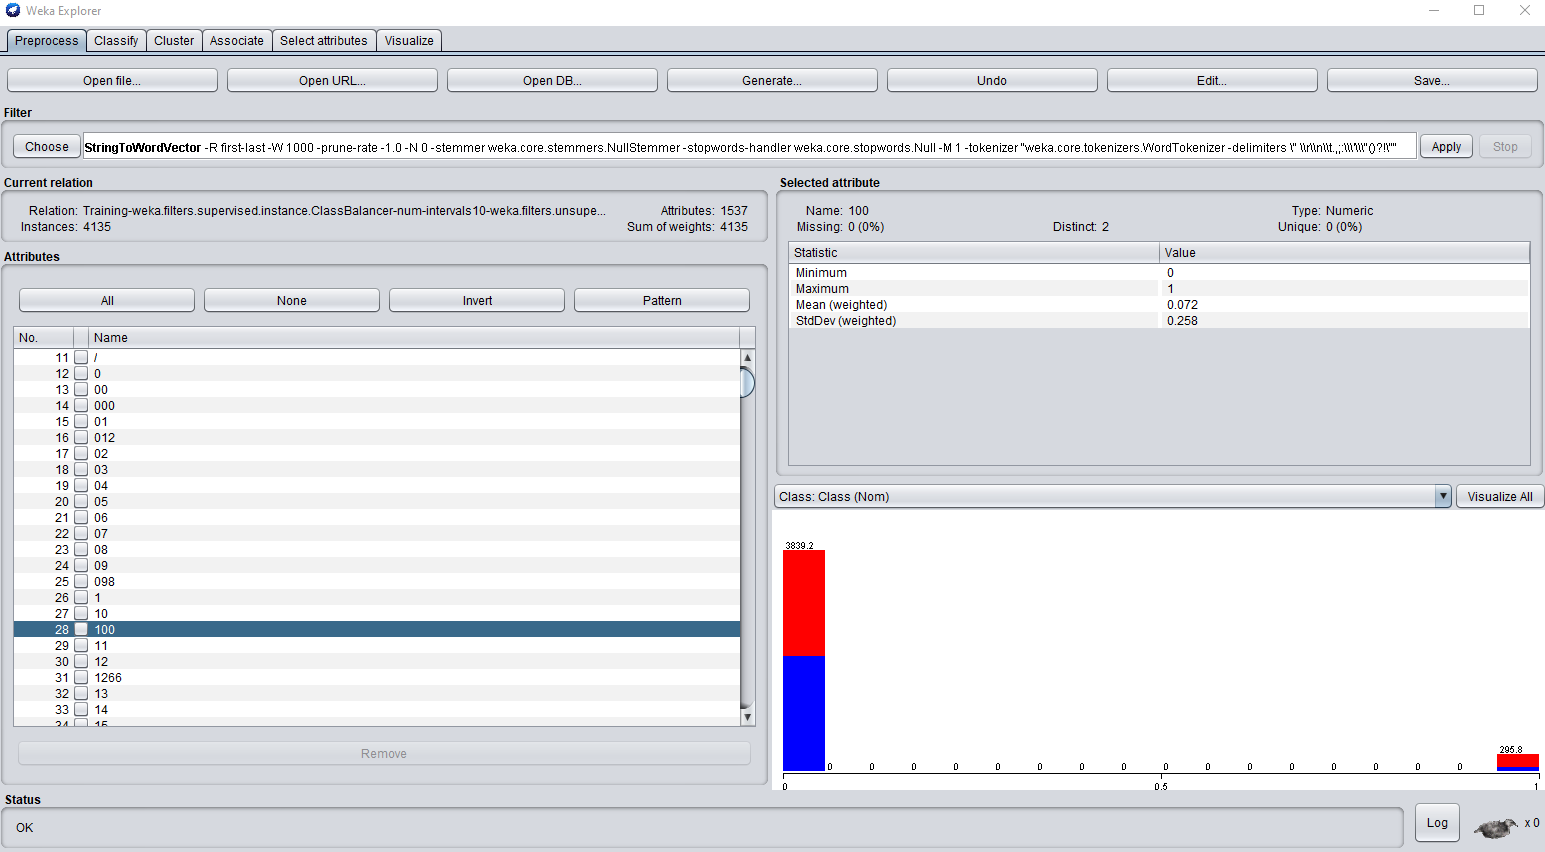 Weka Explorer
Preprocess Classify Cluster Associate Select attributes Visualize
Open file... Open URL... Open DB... Generate... Undo Edit... Save...
Filter
Choose StringToWordVector -R first-last -W 1000 -prune-rate -1.0 -N 0 -stemmer weka.core.stemmers.NullStemmer -stopwords-handler weka.core.stopwords.Null -M 1 -tokenizer "weka.core.tokenizers.WordTokenizer -delimiters \" \\r\\n\\t.,;:\\\'\\\"()?!\"" Apply Stop
Current relation
Relation: Training-weka.filters.supervised.instance.ClassBalancer-num-intervals10-weka.filters.unsupe... Attributes: 1537
Instances: 4135 Sum of weights: 4135
Attributes
All None Invert Pattern
No. Name
11 /
12 0
13 00
14 000
15 01
16 012
17 02
18 03
19 04
20 05
21 06
22 07
23 08
24 09
25 098
26 1
27 10
28 100
29 11
30 12
31 1266
32 13
33 14
34 15
Remove
Selected attribute
Name: 100 Type: Numeric
Missing: 0 (0%) Distinct: 2 Unique: 0 (0%)
Statistic Value
Minimum 0
Maximum 1
Mean (weighted) 0.072
StdDev (weighted) 0.258
Class: Class (Nom) Visualize All
3839.2
295.8
0 0 0 0 0 0 0 0 0 0 0 0 0 0 0 0
0 0.5 1
Status
OK Log x 0